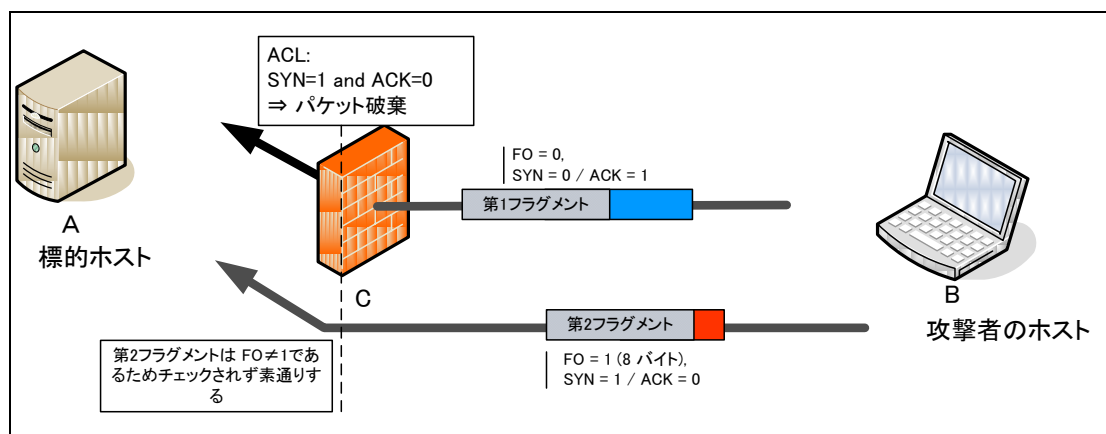 ACL:
SYN=1 and ACK=0
⇒ パケット破棄
FO = 0,
SYN = 0 / ACK = 1
第1フラグメント
A
標的ホスト
C
B
攻撃者のホスト
第2フラグメント
FO = 1 (8 バイト),
SYN = 1 / ACK = 0
第2フラグメントは FO≠1であ
るためチェックされず素通りす
る